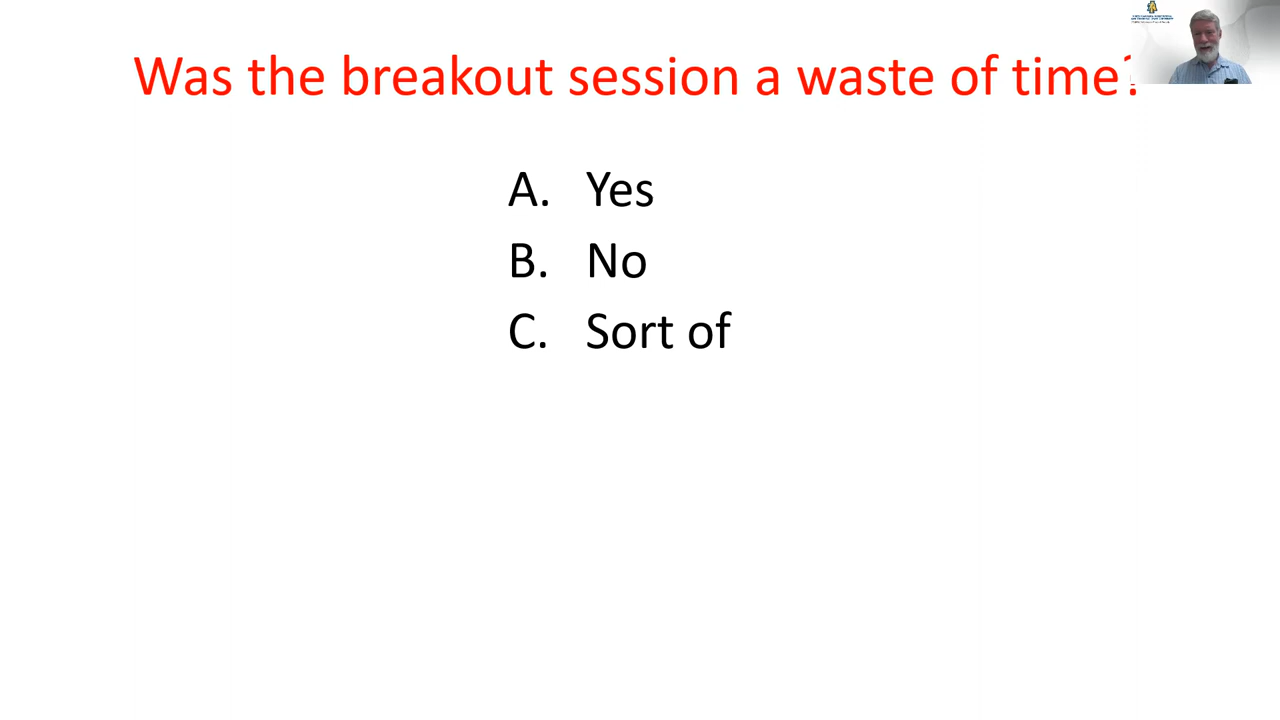 Was the breakout session a waste of time?
A. Yes
B. No
C. Sort of